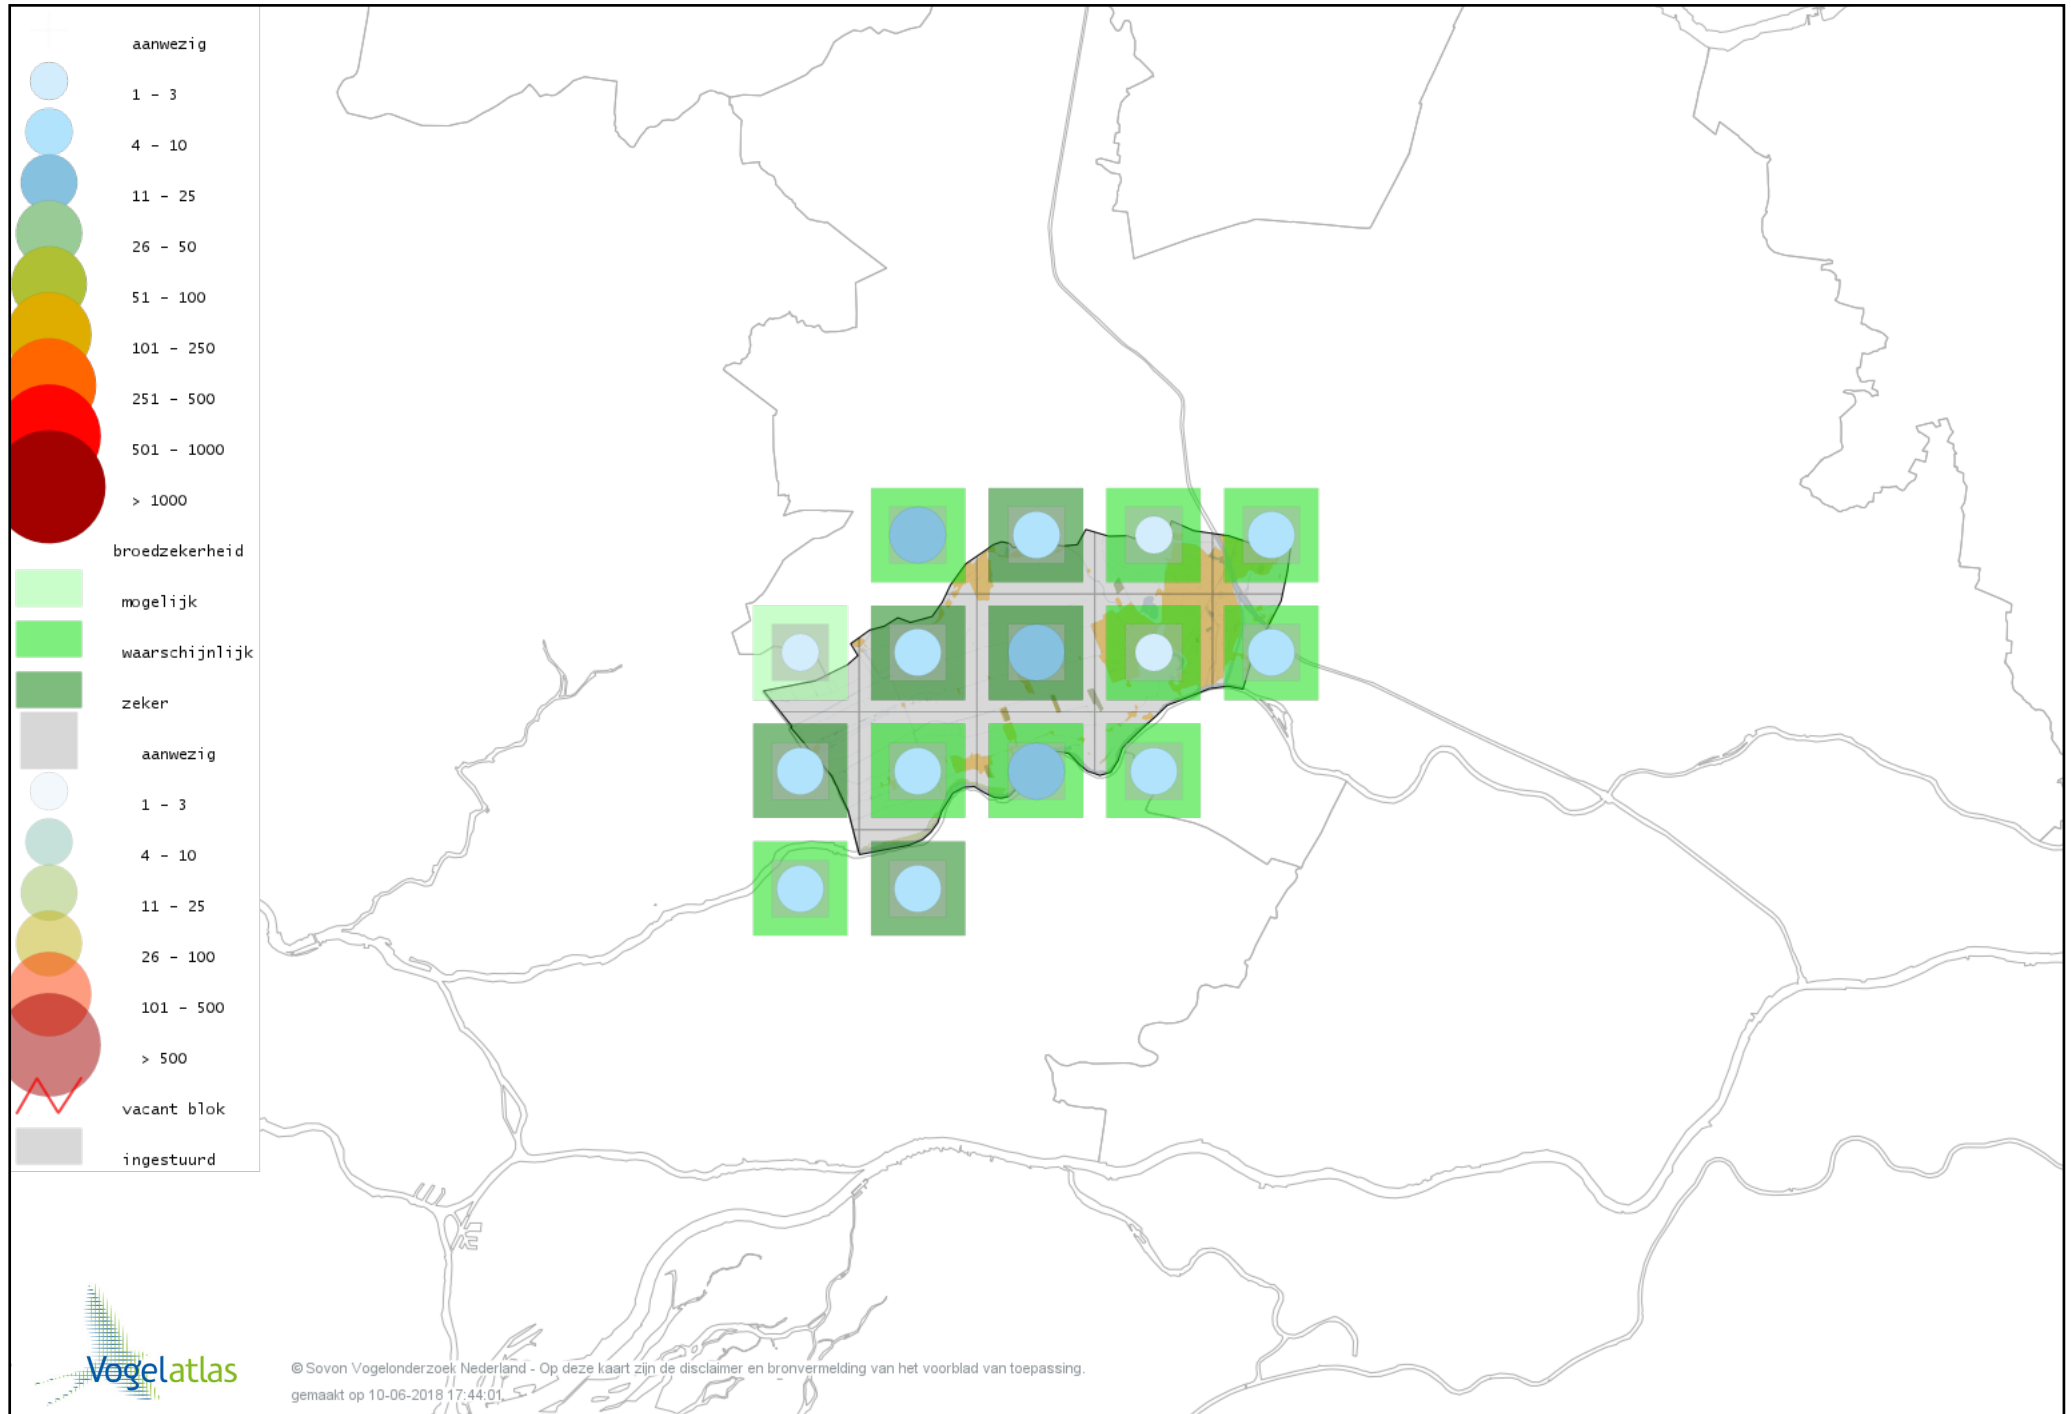 aanwezig
1 – 3
4 – 10
11 – 25
26 – 50
51 – 100
101 – 250
251 – 500
501 – 1000
> 1000
broedzekerheid
mogelijk
waarschijnlijk
zeker
aanwezig
1 – 3
4 – 10
11 – 25
26 – 100
101 – 500
> 500
vacant blok
ingestuurd
Vogelatlas
© Sovon Vogelonderzoek Nederland - Op deze kaart zijn de disclaimer en bronvermelding van het voorblad van toepassing.
gemaakt op 10-06-2018 17:44:01